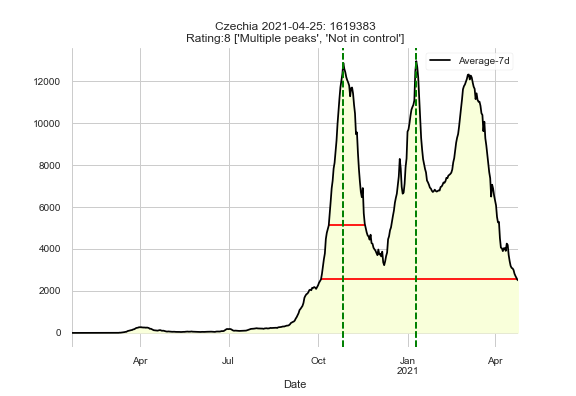 Czechia 2021-04-25: 1619383
Rating:8 ['Multiple peaks', 'Not in control']
Average-7d
12000
10000
8000
6000
4000
2000
0
Apr Jul Oct Jan Apr
2021
Date